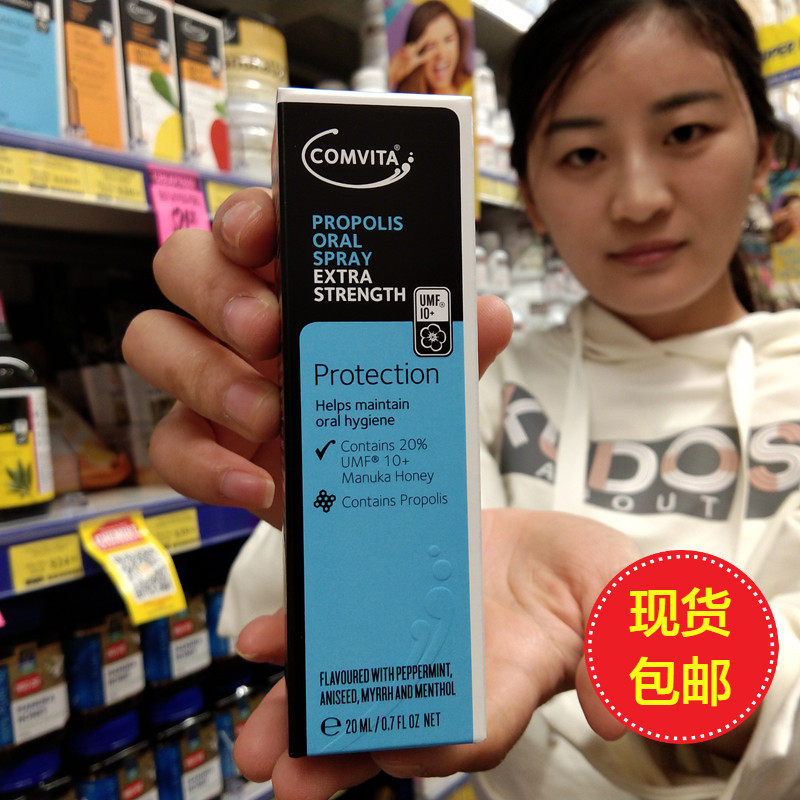 COMVITA®
PROPOLIS
ORAL
SPRAY
EXTRA
STRENGTH
UMF®
10+
Protection
Helps maintain
oral hygiene
Contains 20%
UMF® 10+
Manuka Honey
Contains Propolis
FLAVOURED WITH PEPPERMINT,
ANISEED, MYRRH AND MENTHOL
e 20 ML / 0.7 FL OZ NET
KUDOS
ABOUT
现货
包邮